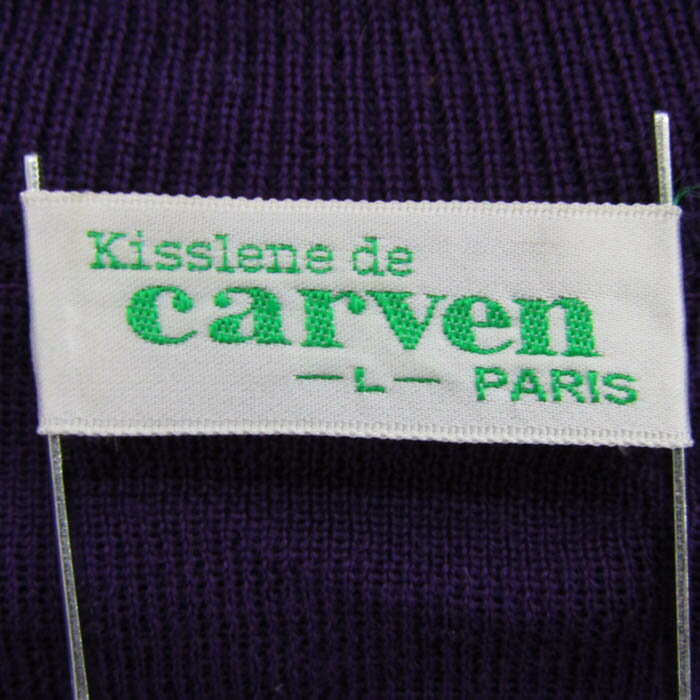 Kisslene de
carven
—L— PARIS